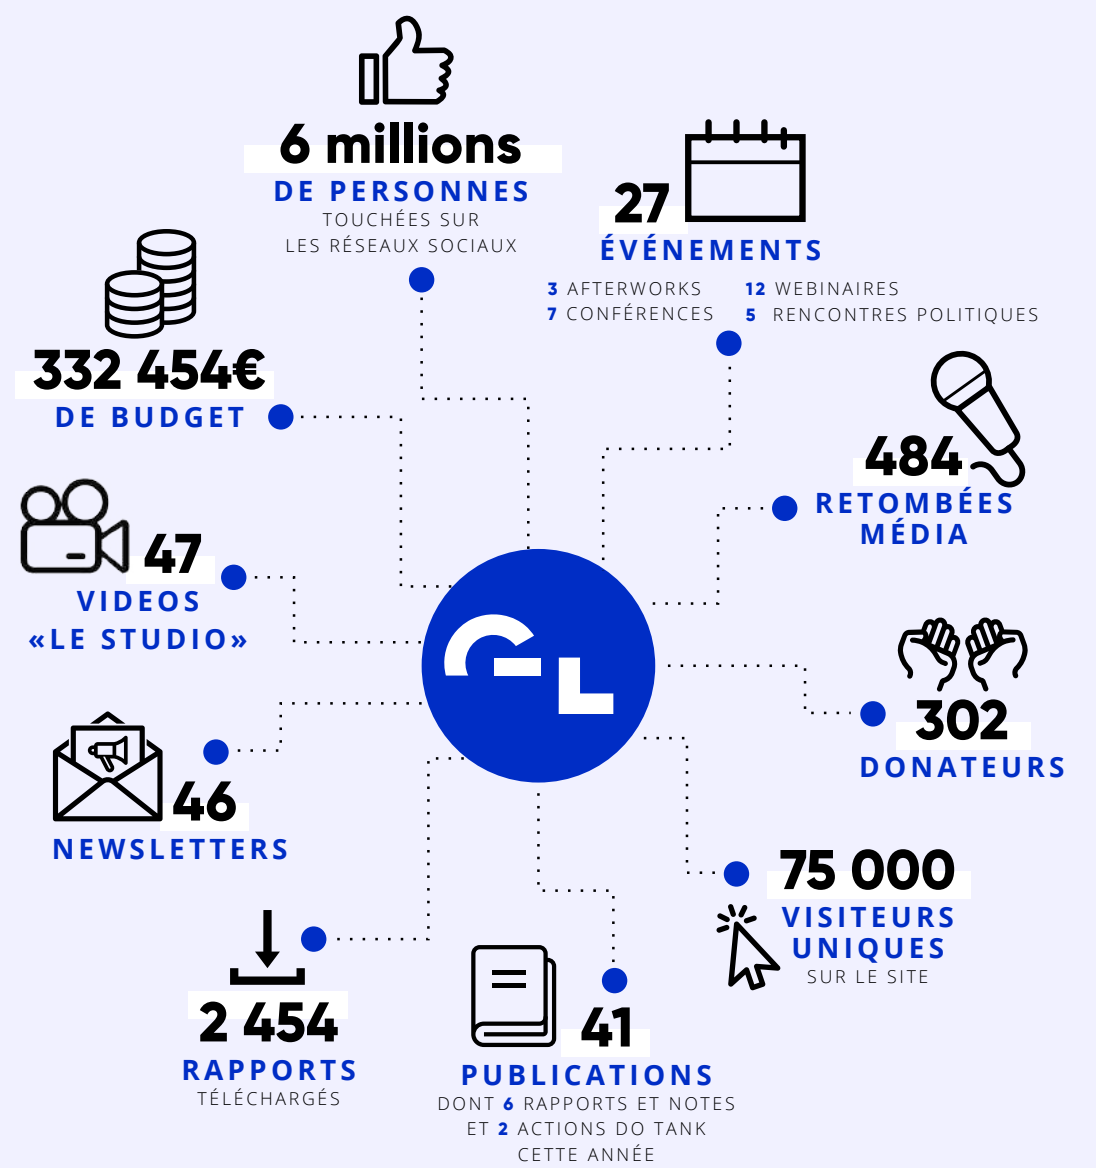 6 millions
DE PERSONNES
TOUCHÉES SUR
LES RÉSEAUX SOCIAUX
27
ÉVÉNEMENTS
3 AFTERWORKS 12 WEBINAIRES
7 CONFÉRENCES 5 RENCONTRES POLITIQUES
332 454€
DE BUDGET
484
RETOMBÉES
MÉDIA
47
VIDEOS
«LE STUDIO»
GL
302
DONATEURS
46
NEWSLETTERS
75 000
VISITEURS
UNIQUES
SUR LE SITE
2 454
RAPPORTS
TÉLÉCHARGÉS
41
PUBLICATIONS
DONT 6 RAPPORTS ET NOTES
ET 2 ACTIONS DO TANK
CETTE ANNÉE